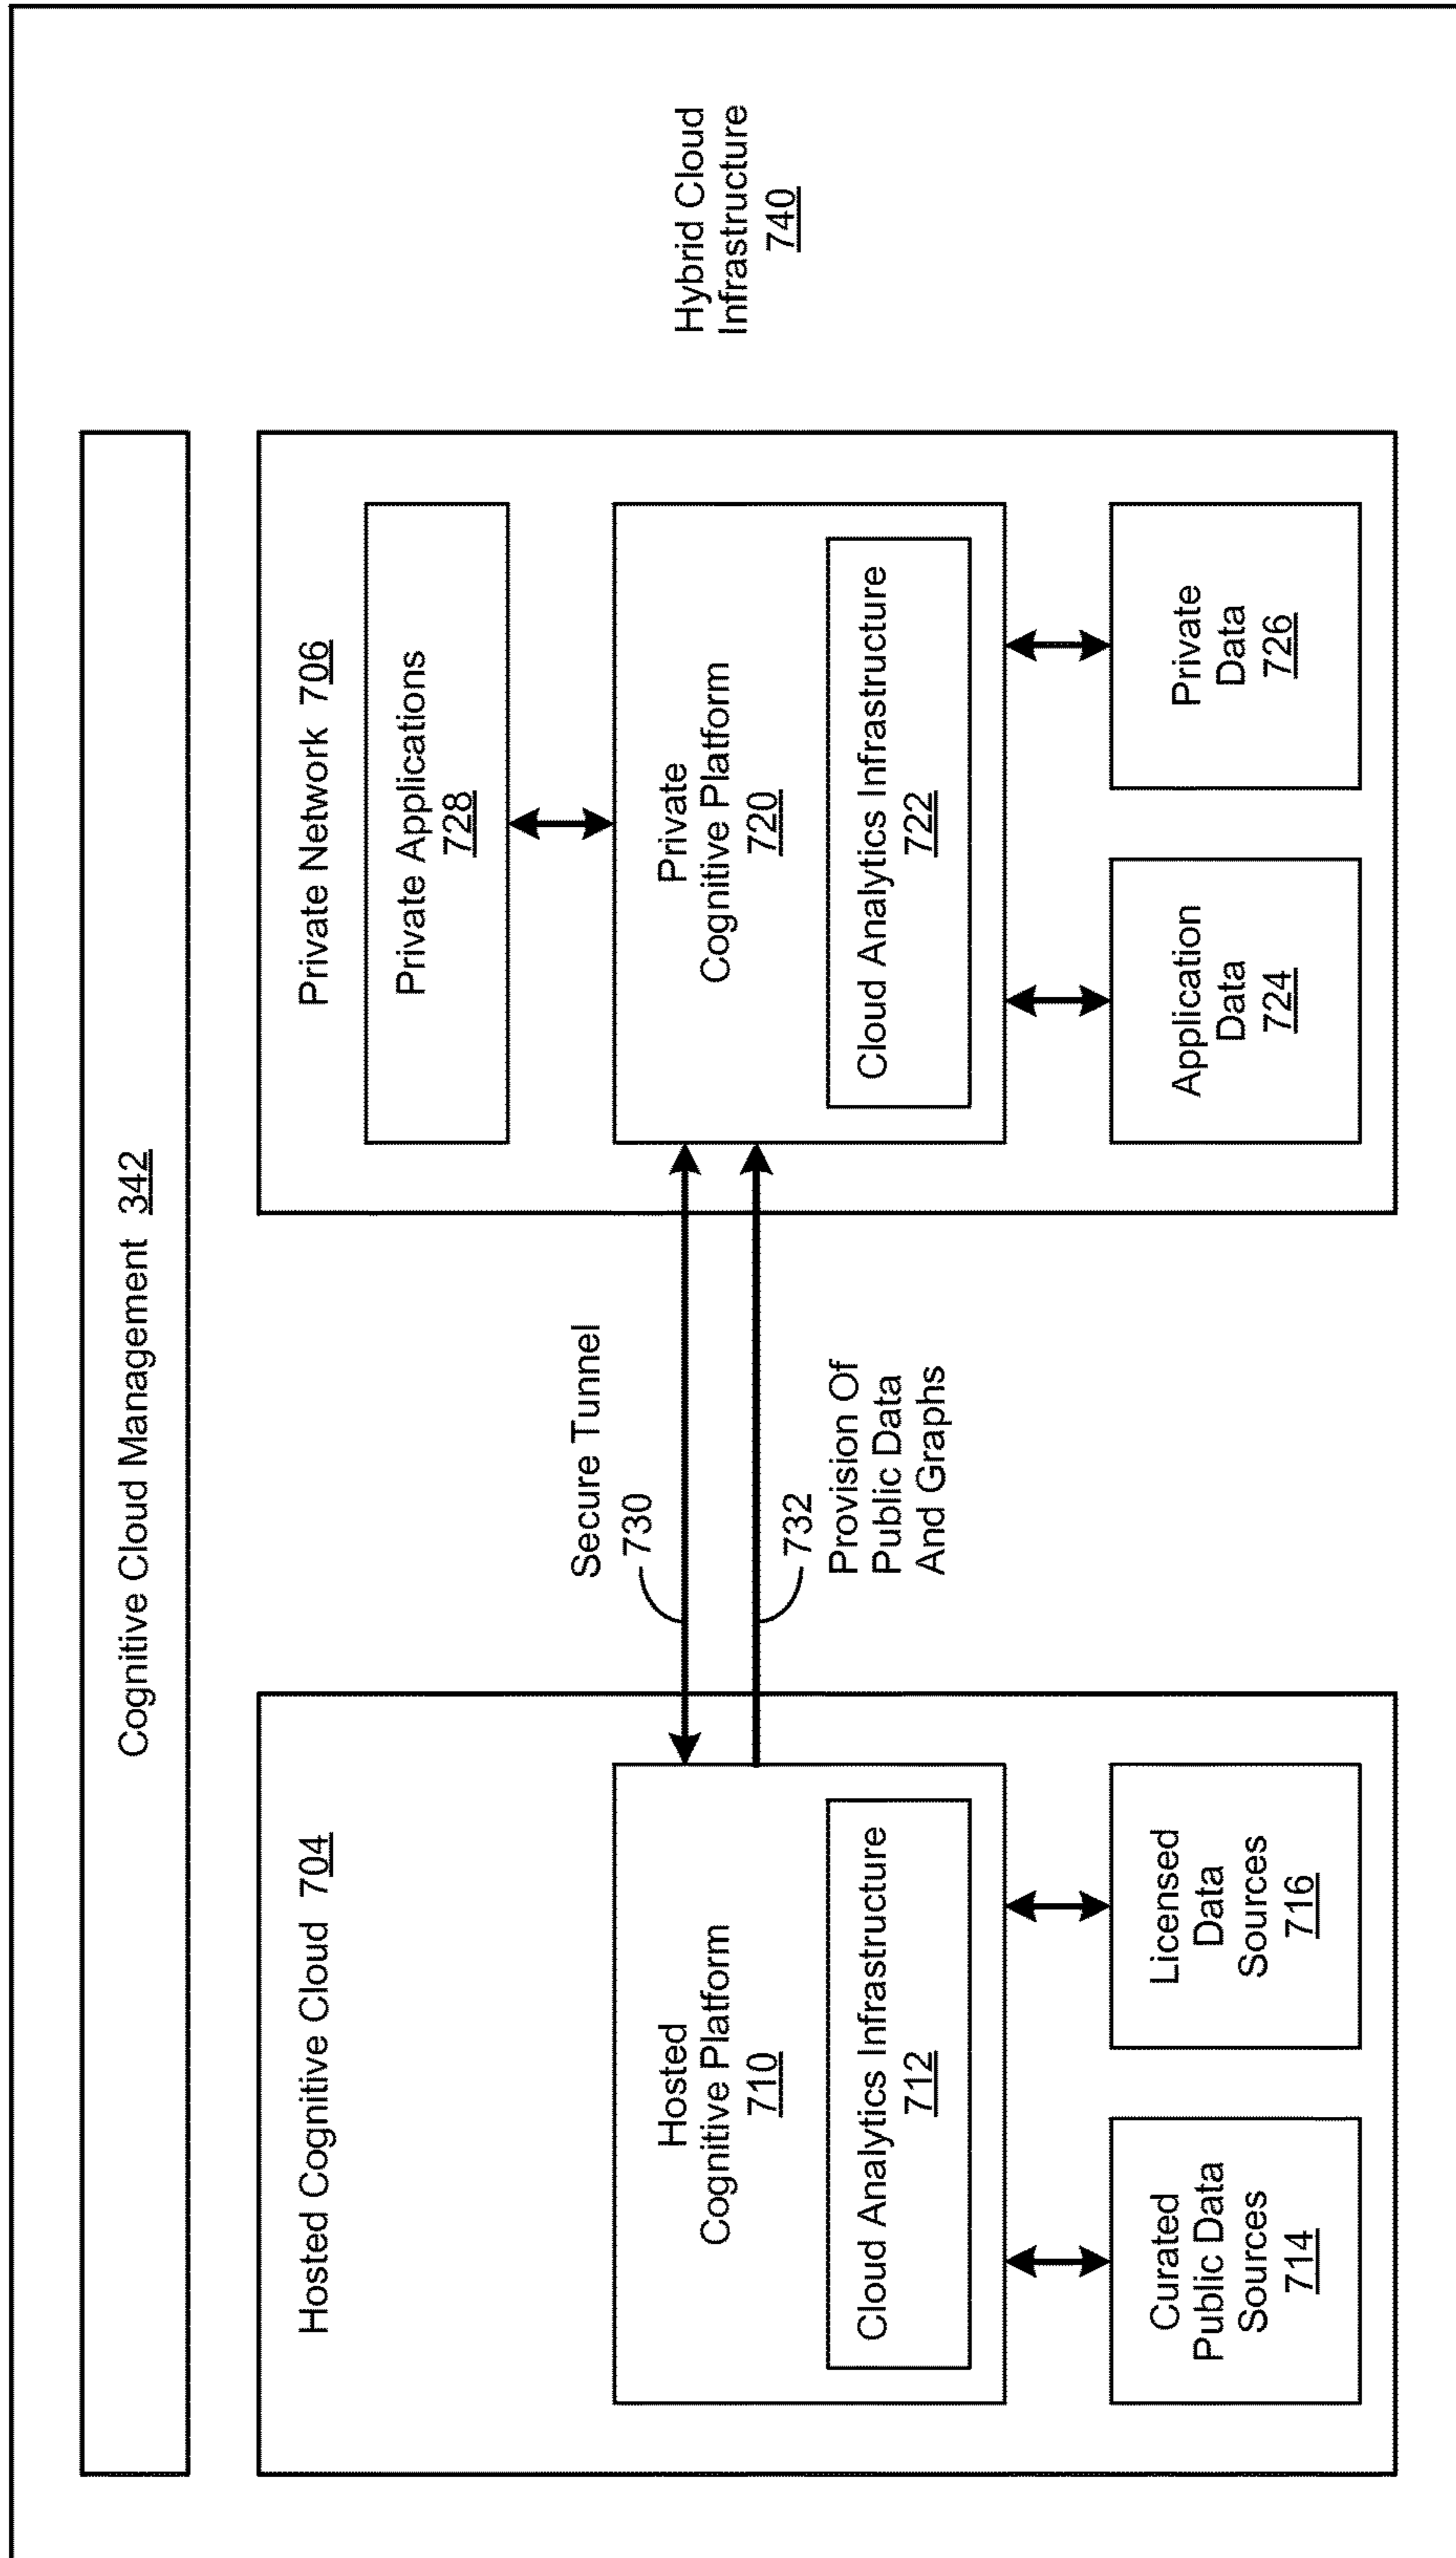 Cognitive Cloud Management 342
Hosted Cognitive Cloud 704
Hosted
Cognitive Platform
710
Cloud Analytics Infrastructure
712
Curated
Public Data
Sources
714
Licensed
Data
Sources
716
Secure Tunnel
730
732
Provision Of
Public Data
And Graphs
Private Network 706
Private Applications
728
Private
Cognitive Platform
720
Cloud Analytics Infrastructure
722
Application
Data
724
Private
Data
726
Hybrid Cloud
Infrastructure
740